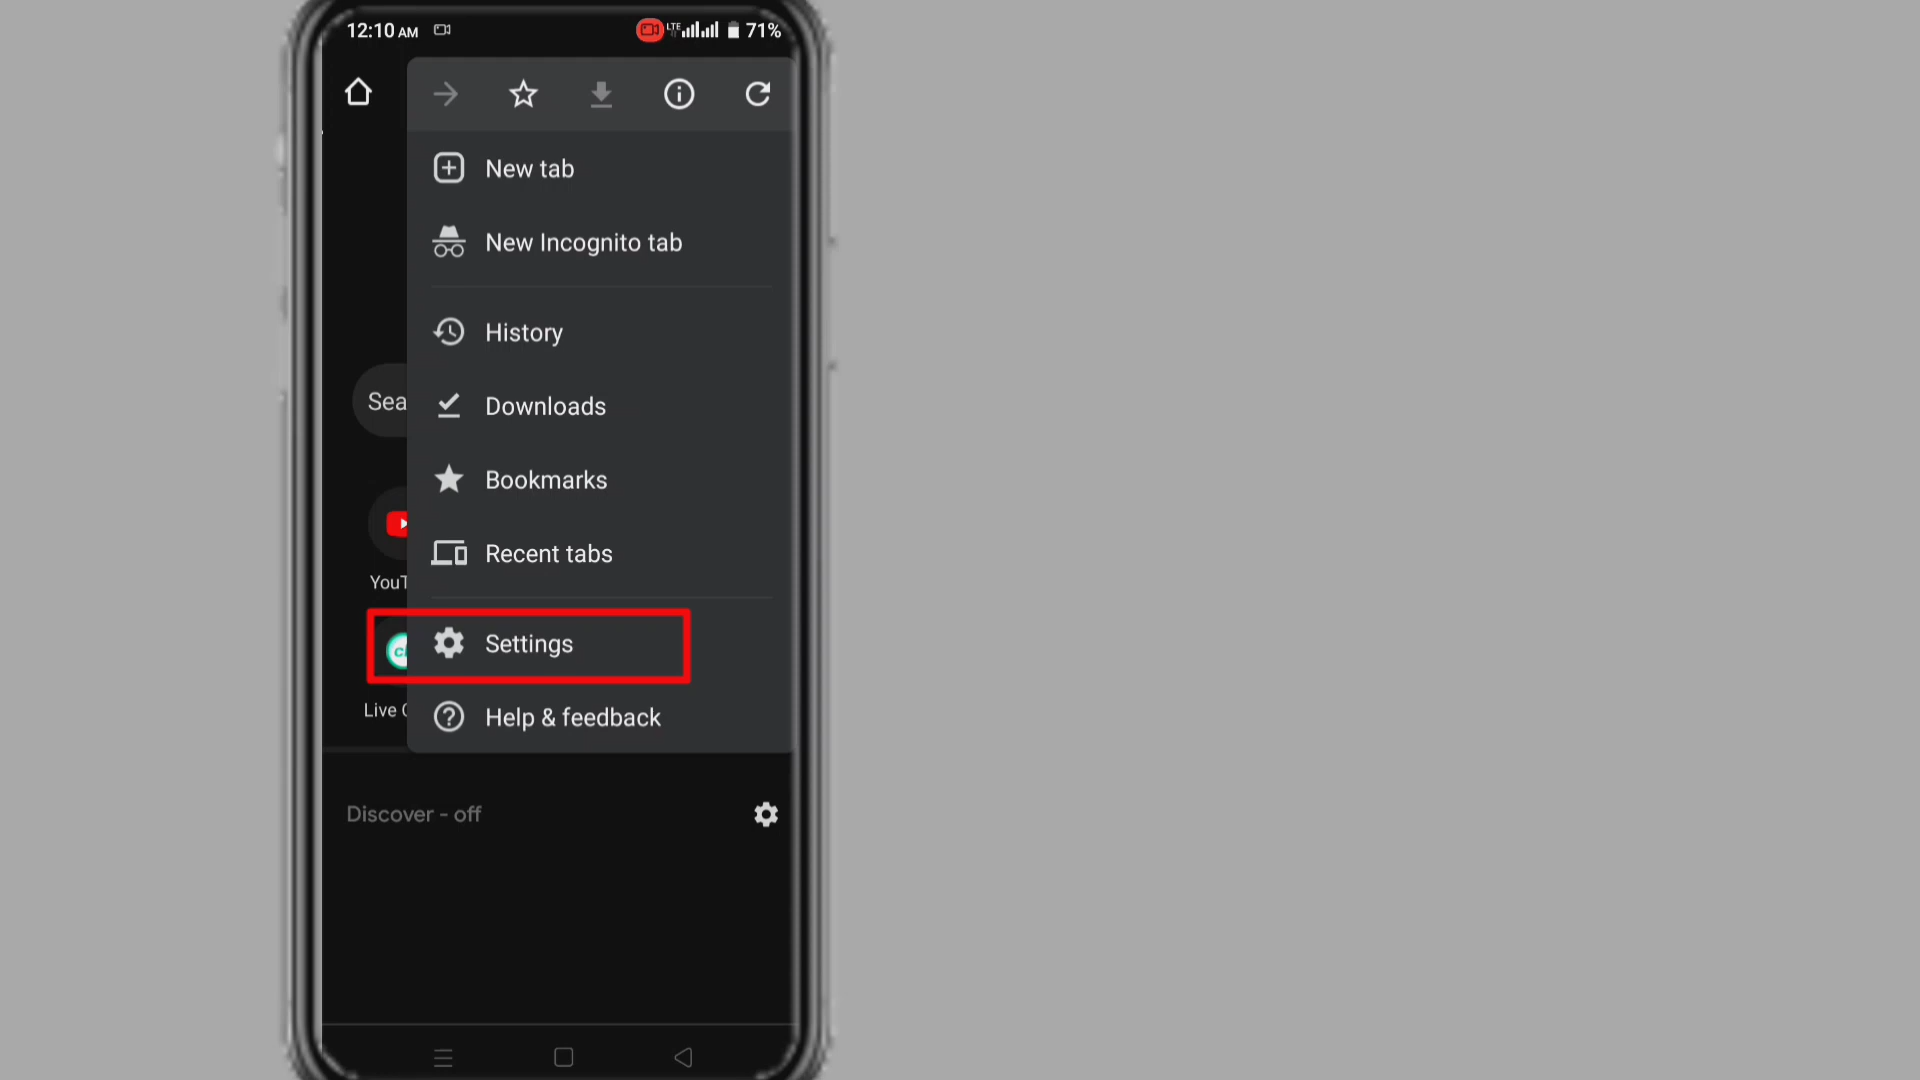 12:10 AM
LTE 71%
New tab
New Incognito tab
History
Sea
Downloads
Bookmarks
Recent tabs
YouT
Settings
Live
Help & feedback
Discover - off